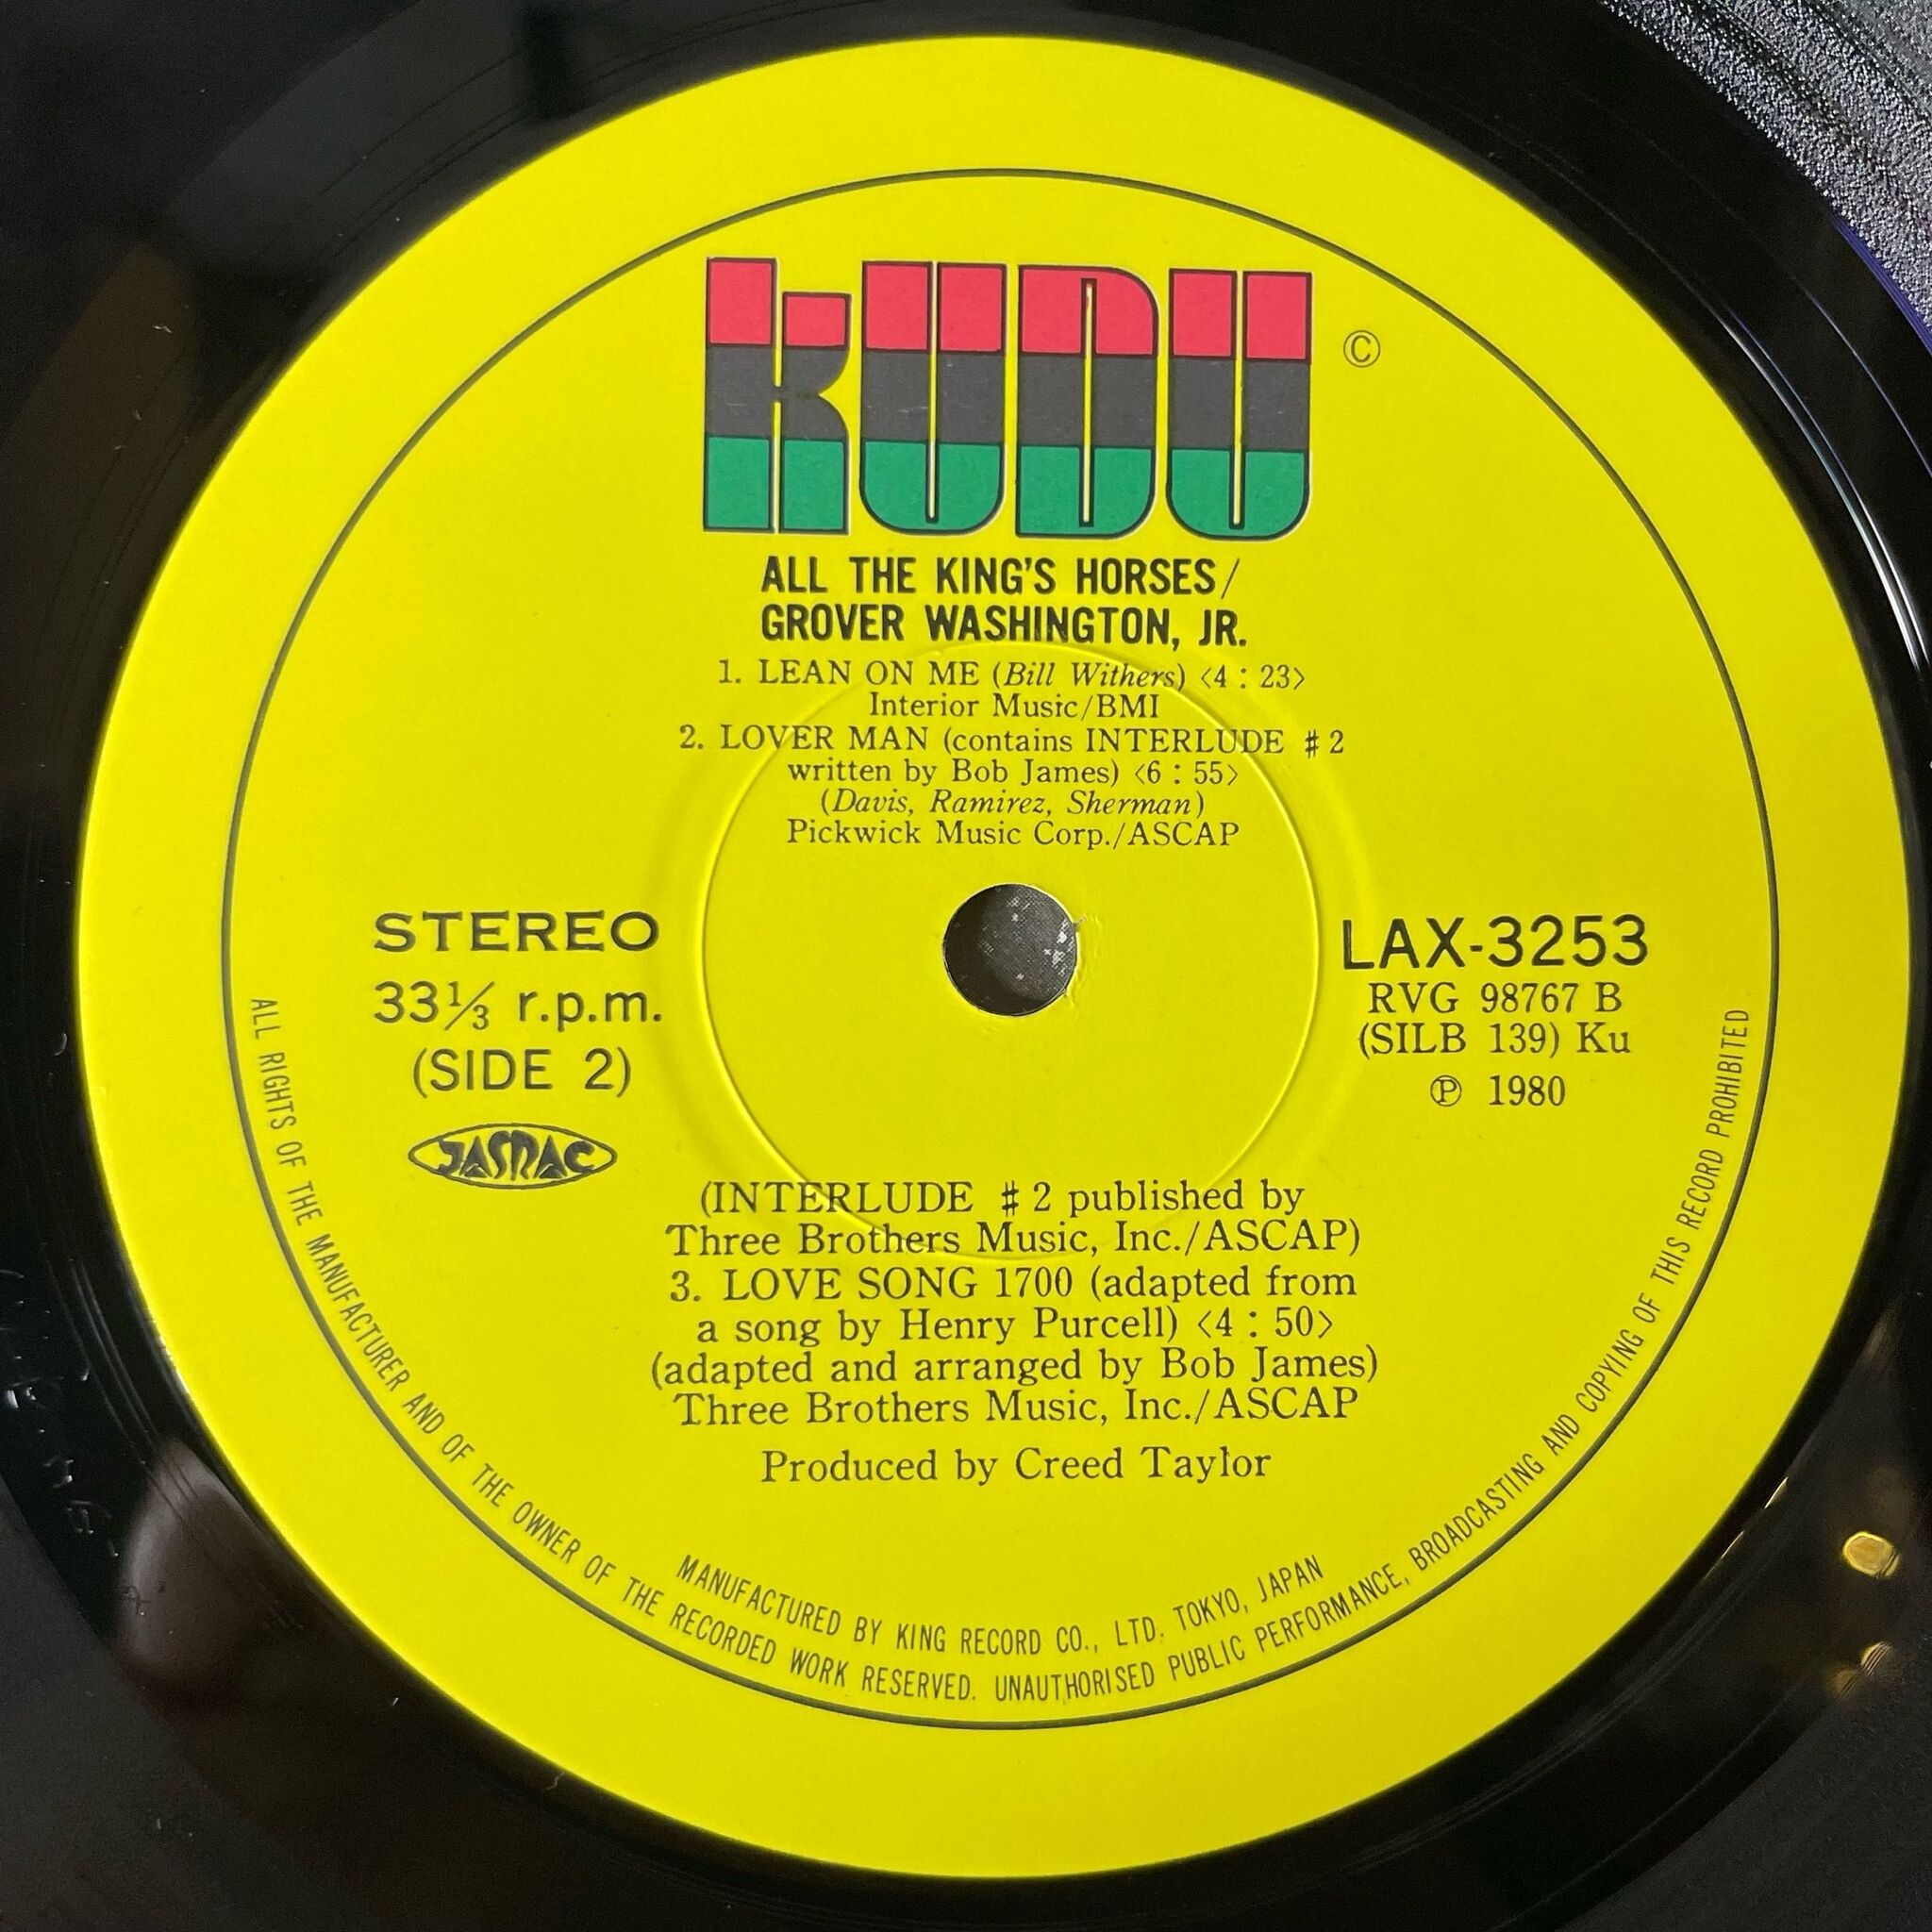 KUDU
©
ALL THE KING'S HORSES/
GROVER WASHINGTON, JR.
1. LEAN ON ME (Bill Withers) <4 : 23>
Interior Music/BMI
2. LOVER MAN (contains INTERLUDE #2
written by Bob James) <6 : 55>
(Davis, Ramirez, Sherman)
Pickwick Music Corp./ASCAP
STEREO
33⅓ r.p.m.
(SIDE 2)
JASRAC
LAX-3253
RVG 98767 B
(SILB 139) Ku
℗ 1980
(INTERLUDE #2 published by
Three Brothers Music, Inc./ASCAP)
3. LOVE SONG 1700 (adapted from
a song by Henry Purcell) <4 : 50>
(adapted and arranged by Bob James)
Three Brothers Music, Inc./ASCAP
Produced by Creed Taylor
MANUFACTURED BY KING RECORD CO., LTD. TOKYO, JAPAN
ALL RIGHTS OF THE MANUFACTURER AND OF THE OWNER OF THE RECORDED WORK RESERVED. UNAUTHORISED PUBLIC PERFORMANCE, BROADCASTING AND COPYING OF THIS RECORD PROHIBITED